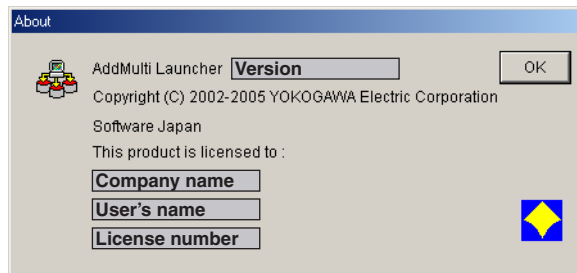 About
AddMulti Launcher Version
OK
Copyright (C) 2002-2005 YOKOGAWA Electric Corporation
Software Japan
This product is licensed to :
Company name
User's name
License number